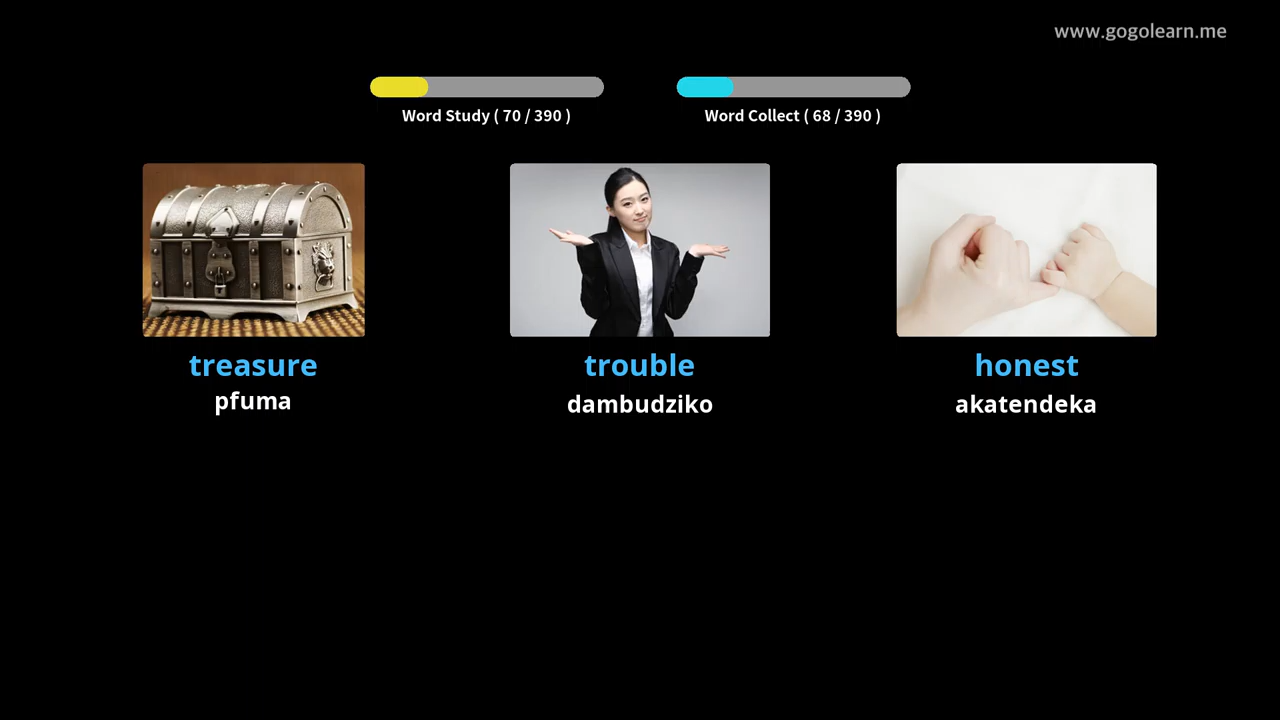 www.gogolearn.me
Word Study ( 70 / 390 )
Word Collect ( 68 / 390 )
treasure
pfuma
trouble
dambudziko
honest
akatendeka